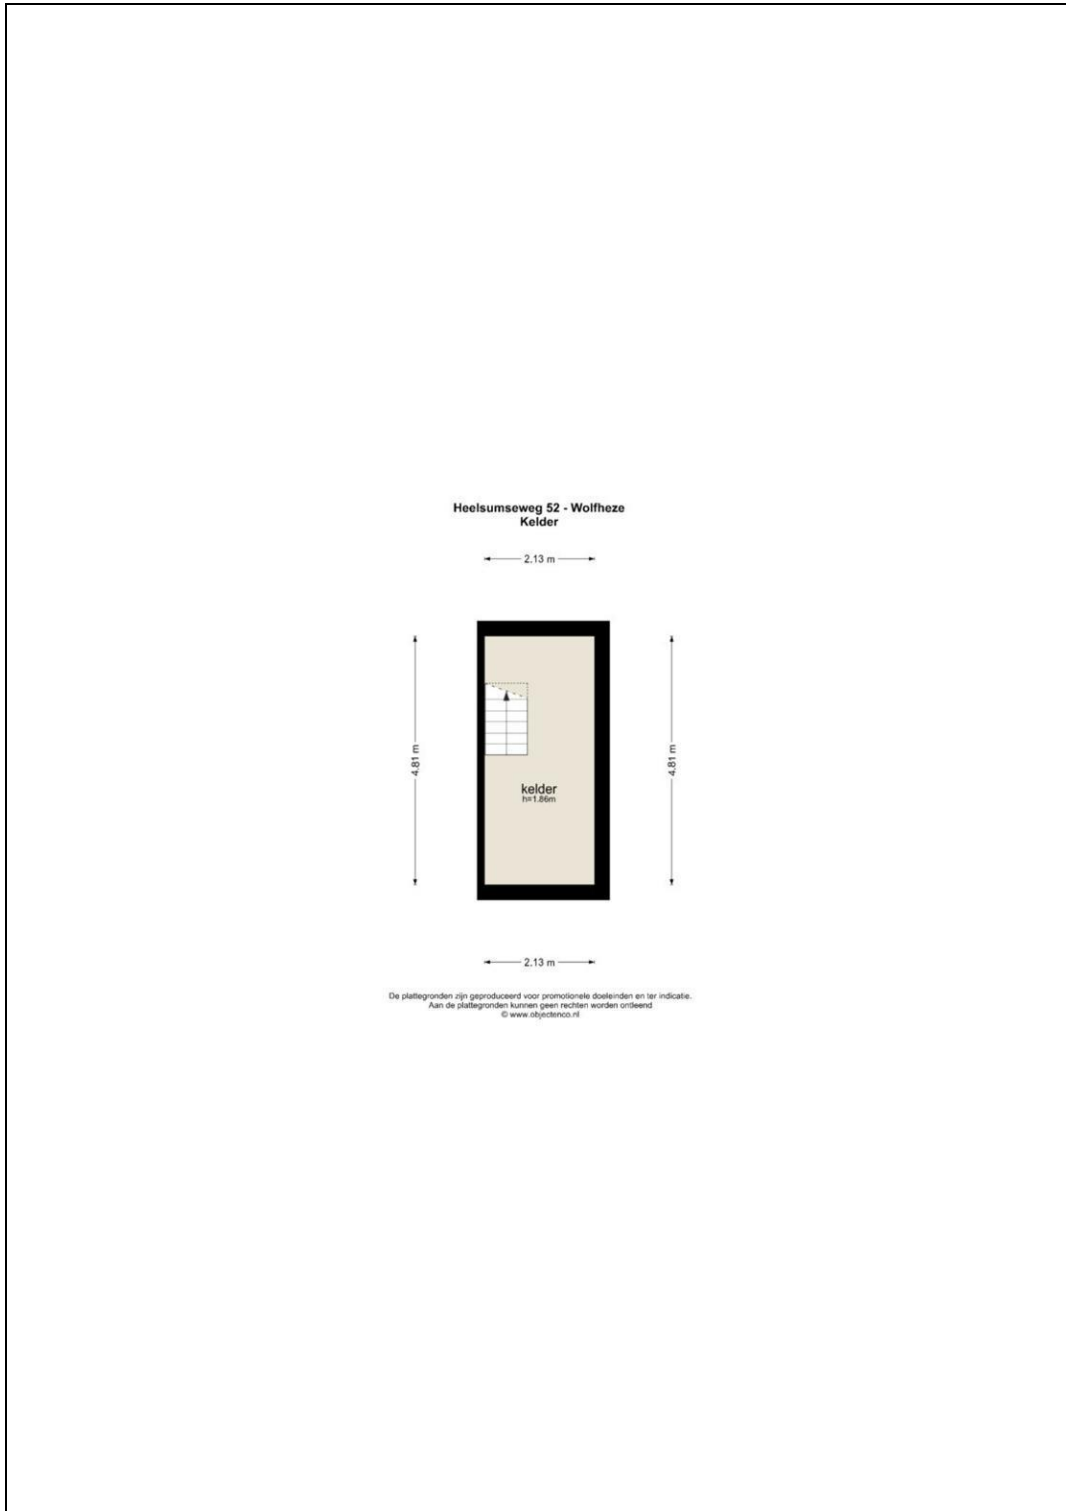 Heelsumseweg 52 - Wolfheze
Kelder
2.13 m
4.81 m
4.81 m
kelder
h=1.86m
2.13 m
De plattegronden zijn geproduceerd voor promotionele doeleinden en ter indicatie.
Aan de plattegronden kunnen geen rechten worden ontleend
© www.objectenco.nl